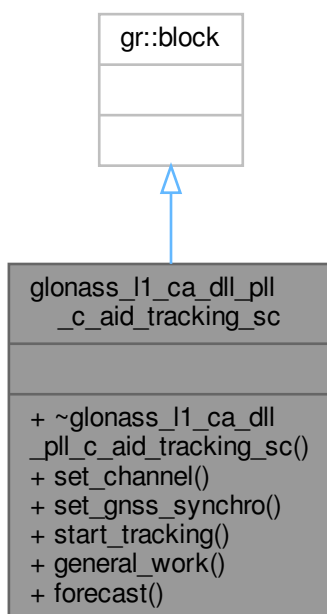 gr::block
glonass_l1_ca_dll_pll
_c_aid_tracking_sc
+ ~glonass_l1_ca_dll
_pll_c_aid_tracking_sc()
+ set_channel()
+ set_gnss_synchro()
+ start_tracking()
+ general_work()
+ forecast()